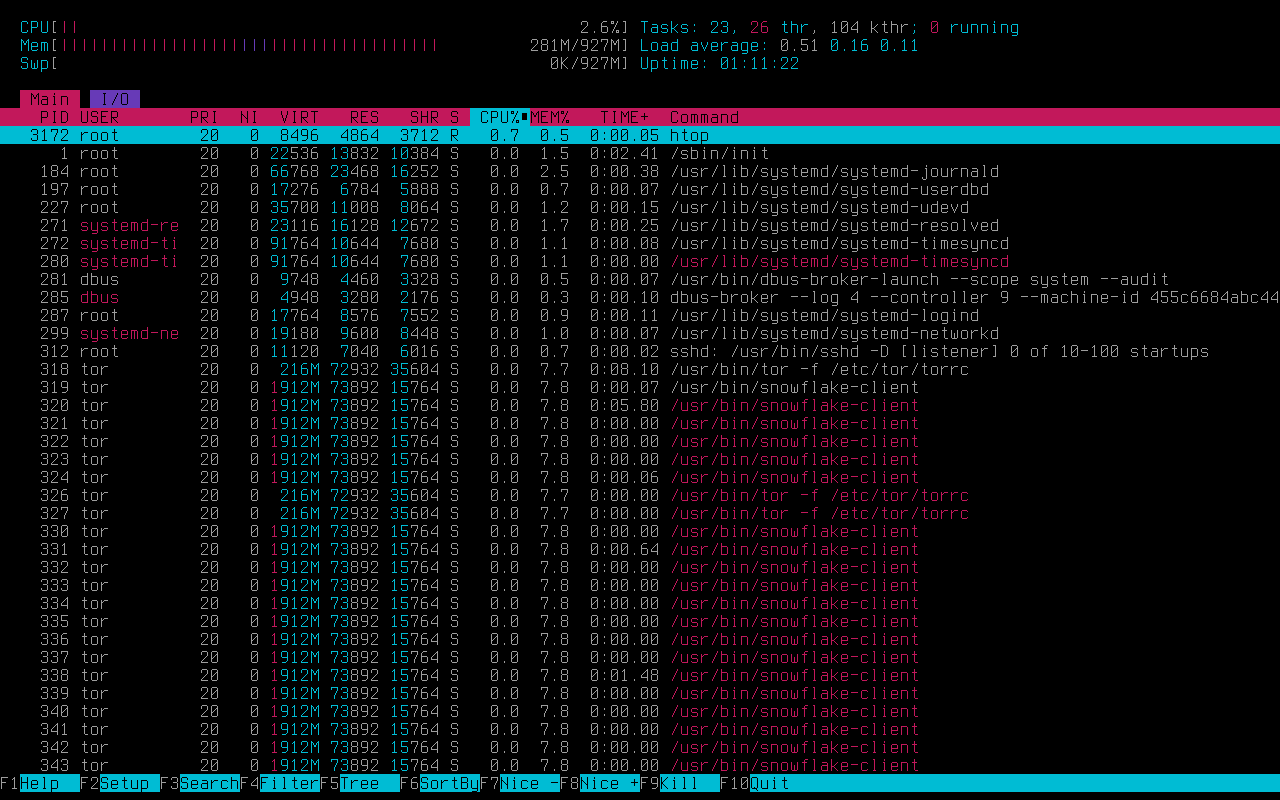 CPU[|| 2.6%] Tasks: 23, 26 thr, 104 kthr; 0 running
Mem[|||||||||||||||||||||||||||||||||||||| 281M/927M] Load average: 0.51 0.16 0.11
Swp[ 0K/927M] Uptime: 01:11:22
Main I/O
PID USER PRI NI VIRT RES SHR S CPU% MEM% TIME+ Command
3172 root 20 0 8496 4864 3712 R 0.7 0.5 0:00.05 htop
1 root 20 0 22536 13832 10384 S 0.0 1.5 0:02.41 /sbin/init
184 root 20 0 66768 23468 16252 S 0.0 2.5 0:00.38 /usr/lib/systemd/systemd-journald
197 root 20 0 17276 6784 5888 S 0.0 0.7 0:00.07 /usr/lib/systemd/systemd-userdbd
227 root 20 0 35700 11008 8064 S 0.0 1.2 0:00.15 /usr/lib/systemd/systemd-udevd
271 systemd-re 20 0 23116 16128 12672 S 0.0 1.7 0:00.25 /usr/lib/systemd/systemd-resolved
272 systemd-ti 20 0 91764 10644 7680 S 0.0 1.1 0:00.08 /usr/lib/systemd/systemd-timesyncd
280 systemd-ti 20 0 91764 10644 7680 S 0.0 1.1 0:00.00 /usr/lib/systemd/systemd-timesyncd
281 dbus 20 0 9748 4460 3328 S 0.0 0.5 0:00.07 /usr/bin/dbus-broker-launch --scope system --audit
285 dbus 20 0 4948 3280 2176 S 0.0 0.3 0:00.10 dbus-broker --log 4 --controller 9 --machine-id 455c6684abc44
287 root 20 0 17764 8576 7552 S 0.0 0.9 0:00.11 /usr/lib/systemd/systemd-logind
299 systemd-ne 20 0 19180 9600 8448 S 0.0 1.0 0:00.07 /usr/lib/systemd/systemd-networkd
312 root 20 0 11120 7040 6016 S 0.0 0.7 0:00.02 sshd: /usr/bin/sshd -D [listener] 0 of 10-100 startups
318 tor 20 0 216M 72932 35604 S 0.0 7.7 0:08.10 /usr/bin/tor -f /etc/tor/torrc
319 tor 20 0 1912M 73892 15764 S 0.0 7.8 0:00.07 /usr/bin/snowflake-client
320 tor 20 0 1912M 73892 15764 S 0.0 7.8 0:05.80 /usr/bin/snowflake-client
321 tor 20 0 1912M 73892 15764 S 0.0 7.8 0:00.00 /usr/bin/snowflake-client
322 tor 20 0 1912M 73892 15764 S 0.0 7.8 0:00.00 /usr/bin/snowflake-client
323 tor 20 0 1912M 73892 15764 S 0.0 7.8 0:00.00 /usr/bin/snowflake-client
324 tor 20 0 1912M 73892 15764 S 0.0 7.8 0:00.06 /usr/bin/snowflake-client
326 tor 20 0 216M 72932 35604 S 0.0 7.7 0:00.00 /usr/bin/tor -f /etc/tor/torrc
327 tor 20 0 216M 72932 35604 S 0.0 7.7 0:00.00 /usr/bin/tor -f /etc/tor/torrc
330 tor 20 0 1912M 73892 15764 S 0.0 7.8 0:00.00 /usr/bin/snowflake-client
331 tor 20 0 1912M 73892 15764 S 0.0 7.8 0:00.64 /usr/bin/snowflake-client
332 tor 20 0 1912M 73892 15764 S 0.0 7.8 0:00.00 /usr/bin/snowflake-client
333 tor 20 0 1912M 73892 15764 S 0.0 7.8 0:00.00 /usr/bin/snowflake-client
334 tor 20 0 1912M 73892 15764 S 0.0 7.8 0:00.00 /usr/bin/snowflake-client
335 tor 20 0 1912M 73892 15764 S 0.0 7.8 0:00.00 /usr/bin/snowflake-client
336 tor 20 0 1912M 73892 15764 S 0.0 7.8 0:00.00 /usr/bin/snowflake-client
337 tor 20 0 1912M 73892 15764 S 0.0 7.8 0:00.00 /usr/bin/snowflake-client
338 tor 20 0 1912M 73892 15764 S 0.0 7.8 0:01.48 /usr/bin/snowflake-client
339 tor 20 0 1912M 73892 15764 S 0.0 7.8 0:00.00 /usr/bin/snowflake-client
340 tor 20 0 1912M 73892 15764 S 0.0 7.8 0:00.00 /usr/bin/snowflake-client
341 tor 20 0 1912M 73892 15764 S 0.0 7.8 0:00.00 /usr/bin/snowflake-client
342 tor 20 0 1912M 73892 15764 S 0.0 7.8 0:00.00 /usr/bin/snowflake-client
343 tor 20 0 1912M 73892 15764 S 0.0 7.8 0:00.00 /usr/bin/snowflake-client
F1Help F2Setup F3SearchF4FilterF5Tree F6SortByF7Nice -F8Nice +F9Kill F10Quit